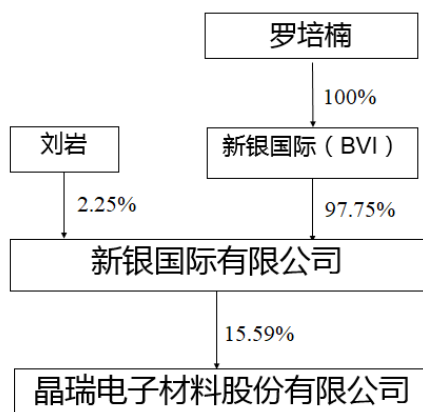 罗培楠
100%
刘岩
新银国际（BVI）
2.25%
97.75%
新银国际有限公司
15.59%
晶瑞电子材料股份有限公司